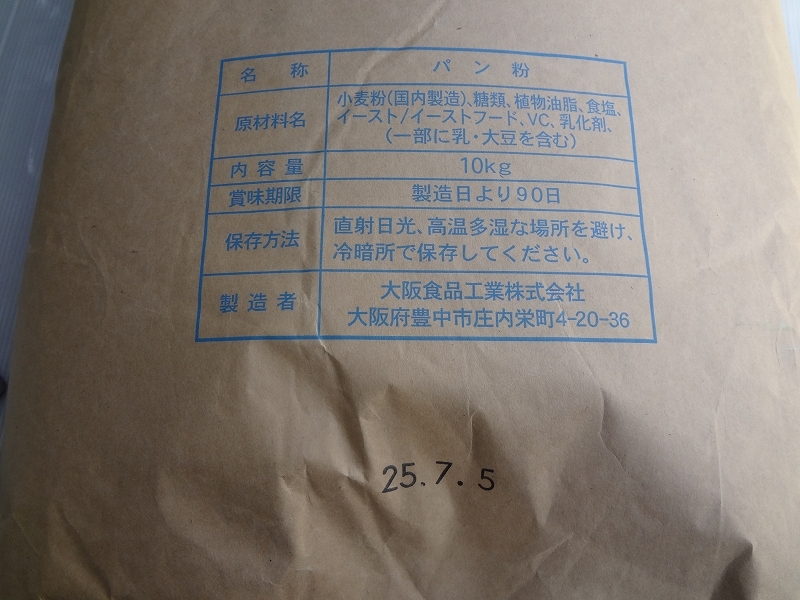 名称 パン粉
原材料名 小麦粉(国内製造)、糖類、植物油脂、食塩、
イースト/イーストフード、VC、乳化剤、
(一部に乳・大豆を含む)
内容量 10kg
賞味期限 製造日より90日
保存方法 直射日光、高温多湿な場所を避け、
冷暗所で保存してください。
製造者 大阪食品工業株式会社
大阪府豊中市庄内栄町4-20-36
25.7.5